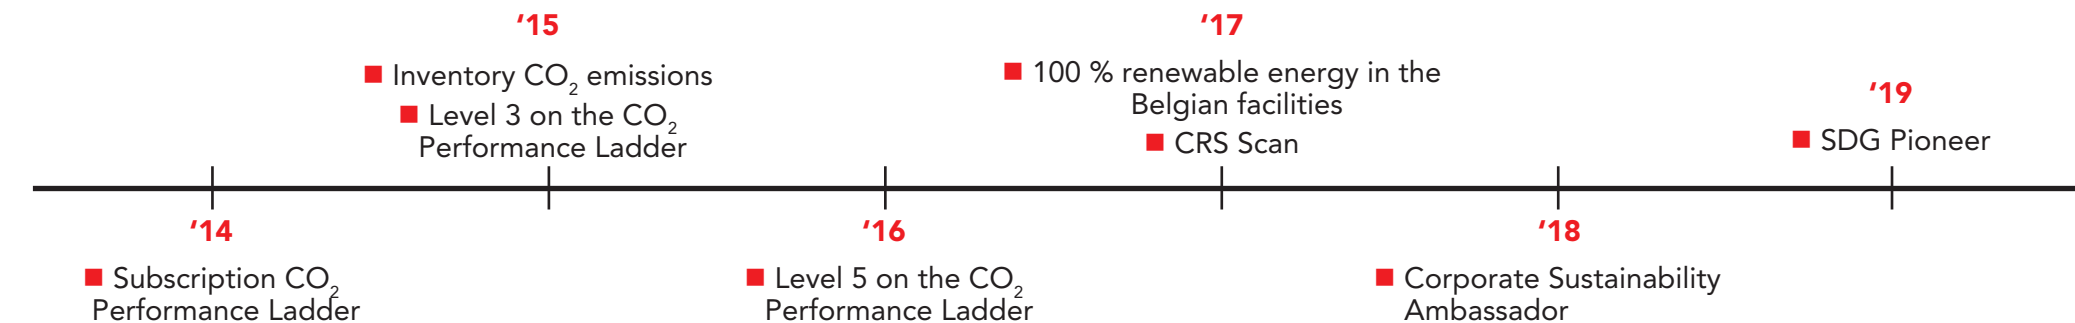 ‘15
Inventory CO₂ emissions
Level 3 on the CO₂
Performance Ladder
‘17
100 % renewable energy in the
Belgian facilities
CRS Scan
‘19
SDG Pioneer
‘14
Subscription CO₂
Performance Ladder
‘16
Level 5 on the CO₂
Performance Ladder
‘18
Corporate Sustainability
Ambassador